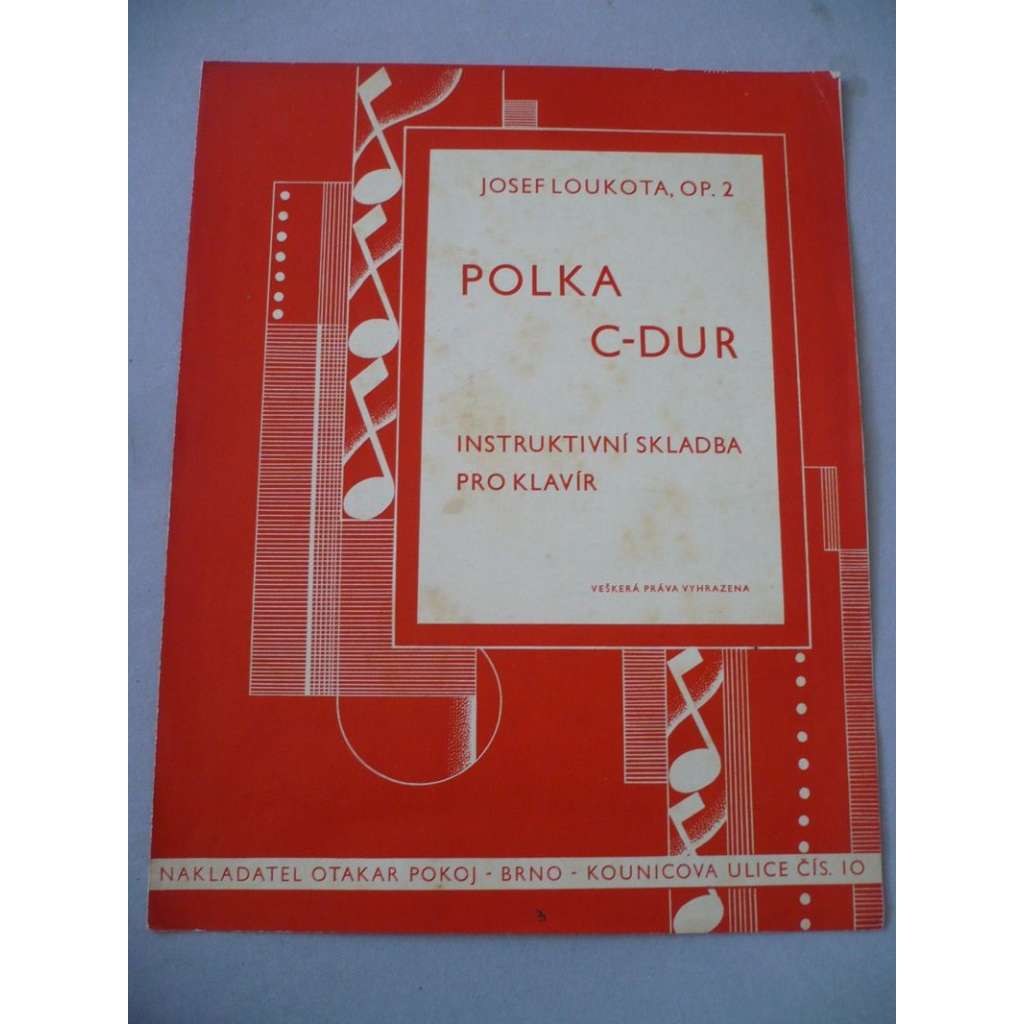 JOSEF LOUKOTA, OP. 2
POLKA
C-DUR
INSTRUKTIVNÍ SKLADBA
PRO KLAVÍR
VEŠKERÁ PRÁVA VYHRAZENA
NAKLADATEL OTAKAR POKOJ - BRNO - KOUNICOVA ULICE ČÍS. 10
3